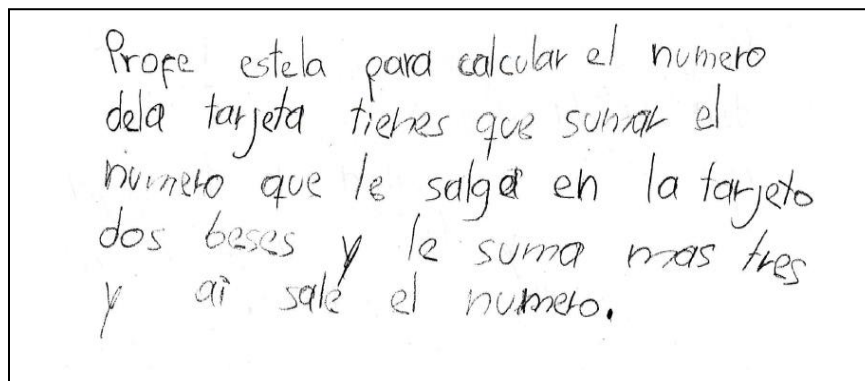 Profe estela para calcular el numero
dela tarjeta tienes que sumar el
numero que le salga en la tarjeto
dos beses y le suma mas tres
y ai sale el numero.